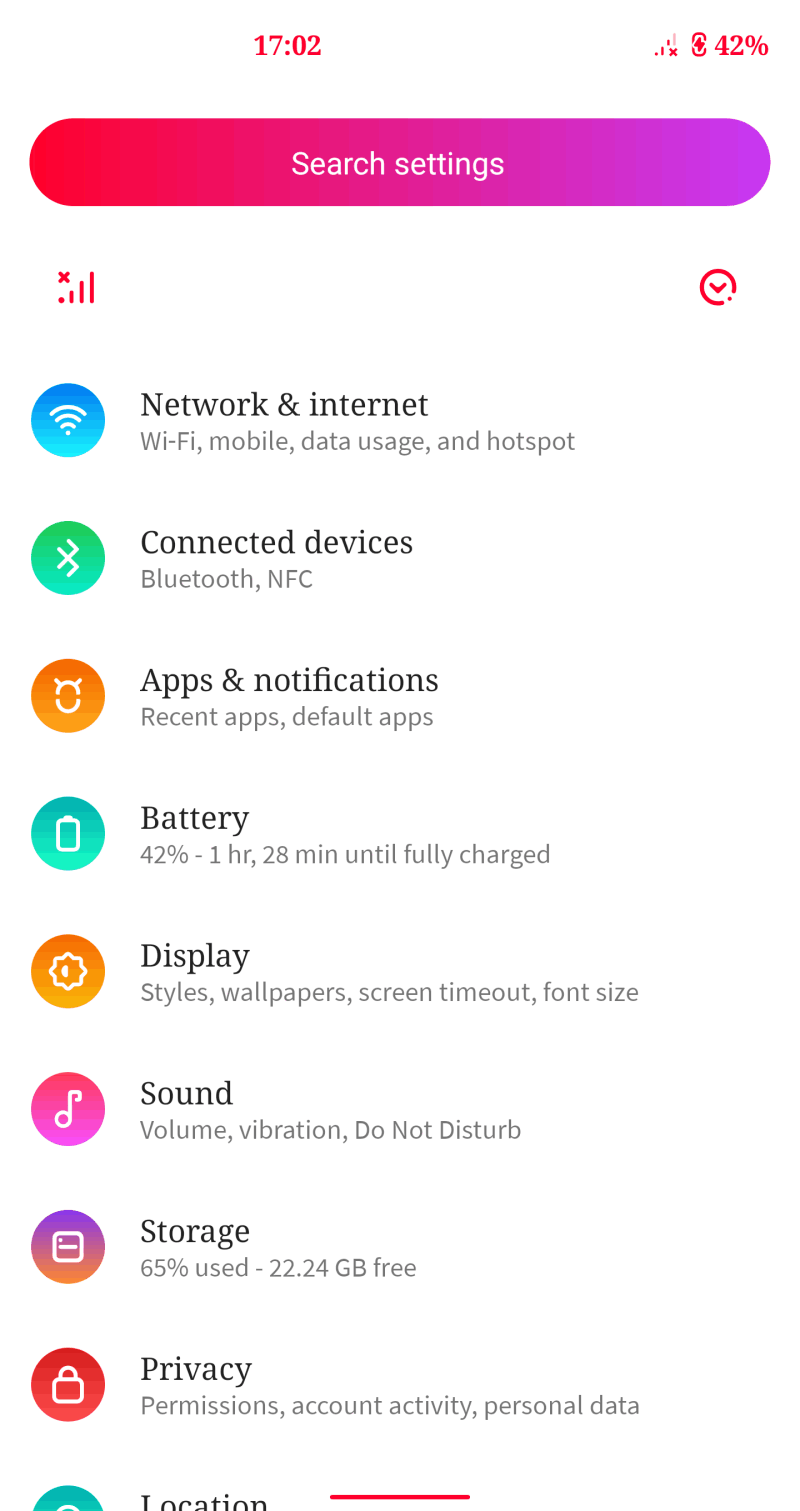 17:02 42%
Search settings
Network & internet
Wi-Fi, mobile, data usage, and hotspot
Connected devices
Bluetooth, NFC
Apps & notifications
Recent apps, default apps
Battery
42% - 1 hr, 28 min until fully charged
Display
Styles, wallpapers, screen timeout, font size
Sound
Volume, vibration, Do Not Disturb
Storage
65% used - 22.24 GB free
Privacy
Permissions, account activity, personal data
Location